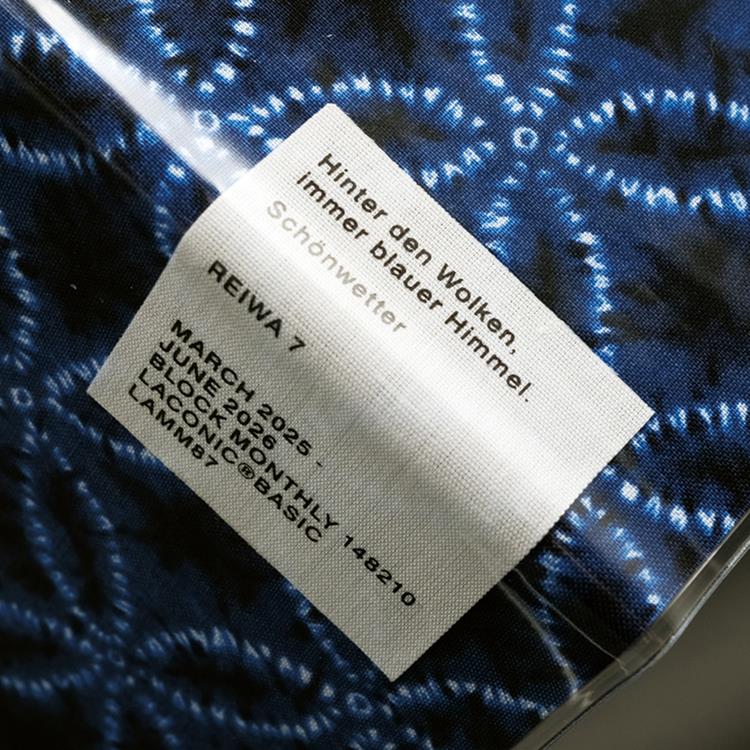 Hinter den Wolken,
immer blauer Himmel.
Schönwetter
REIWA 7
MARCH 2025 -
JUNE 2026
BLOCK MONTHLY 148210
LACONIC®BASIC
LAMM87